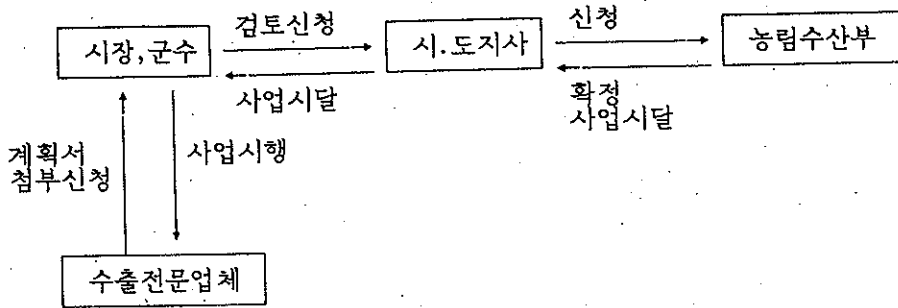 검토신청
신청
시장,군수
시.도지사
농림수산부
사업시달
확정
사업시달
계획서
첨부신청
사업시행
수출전문업체